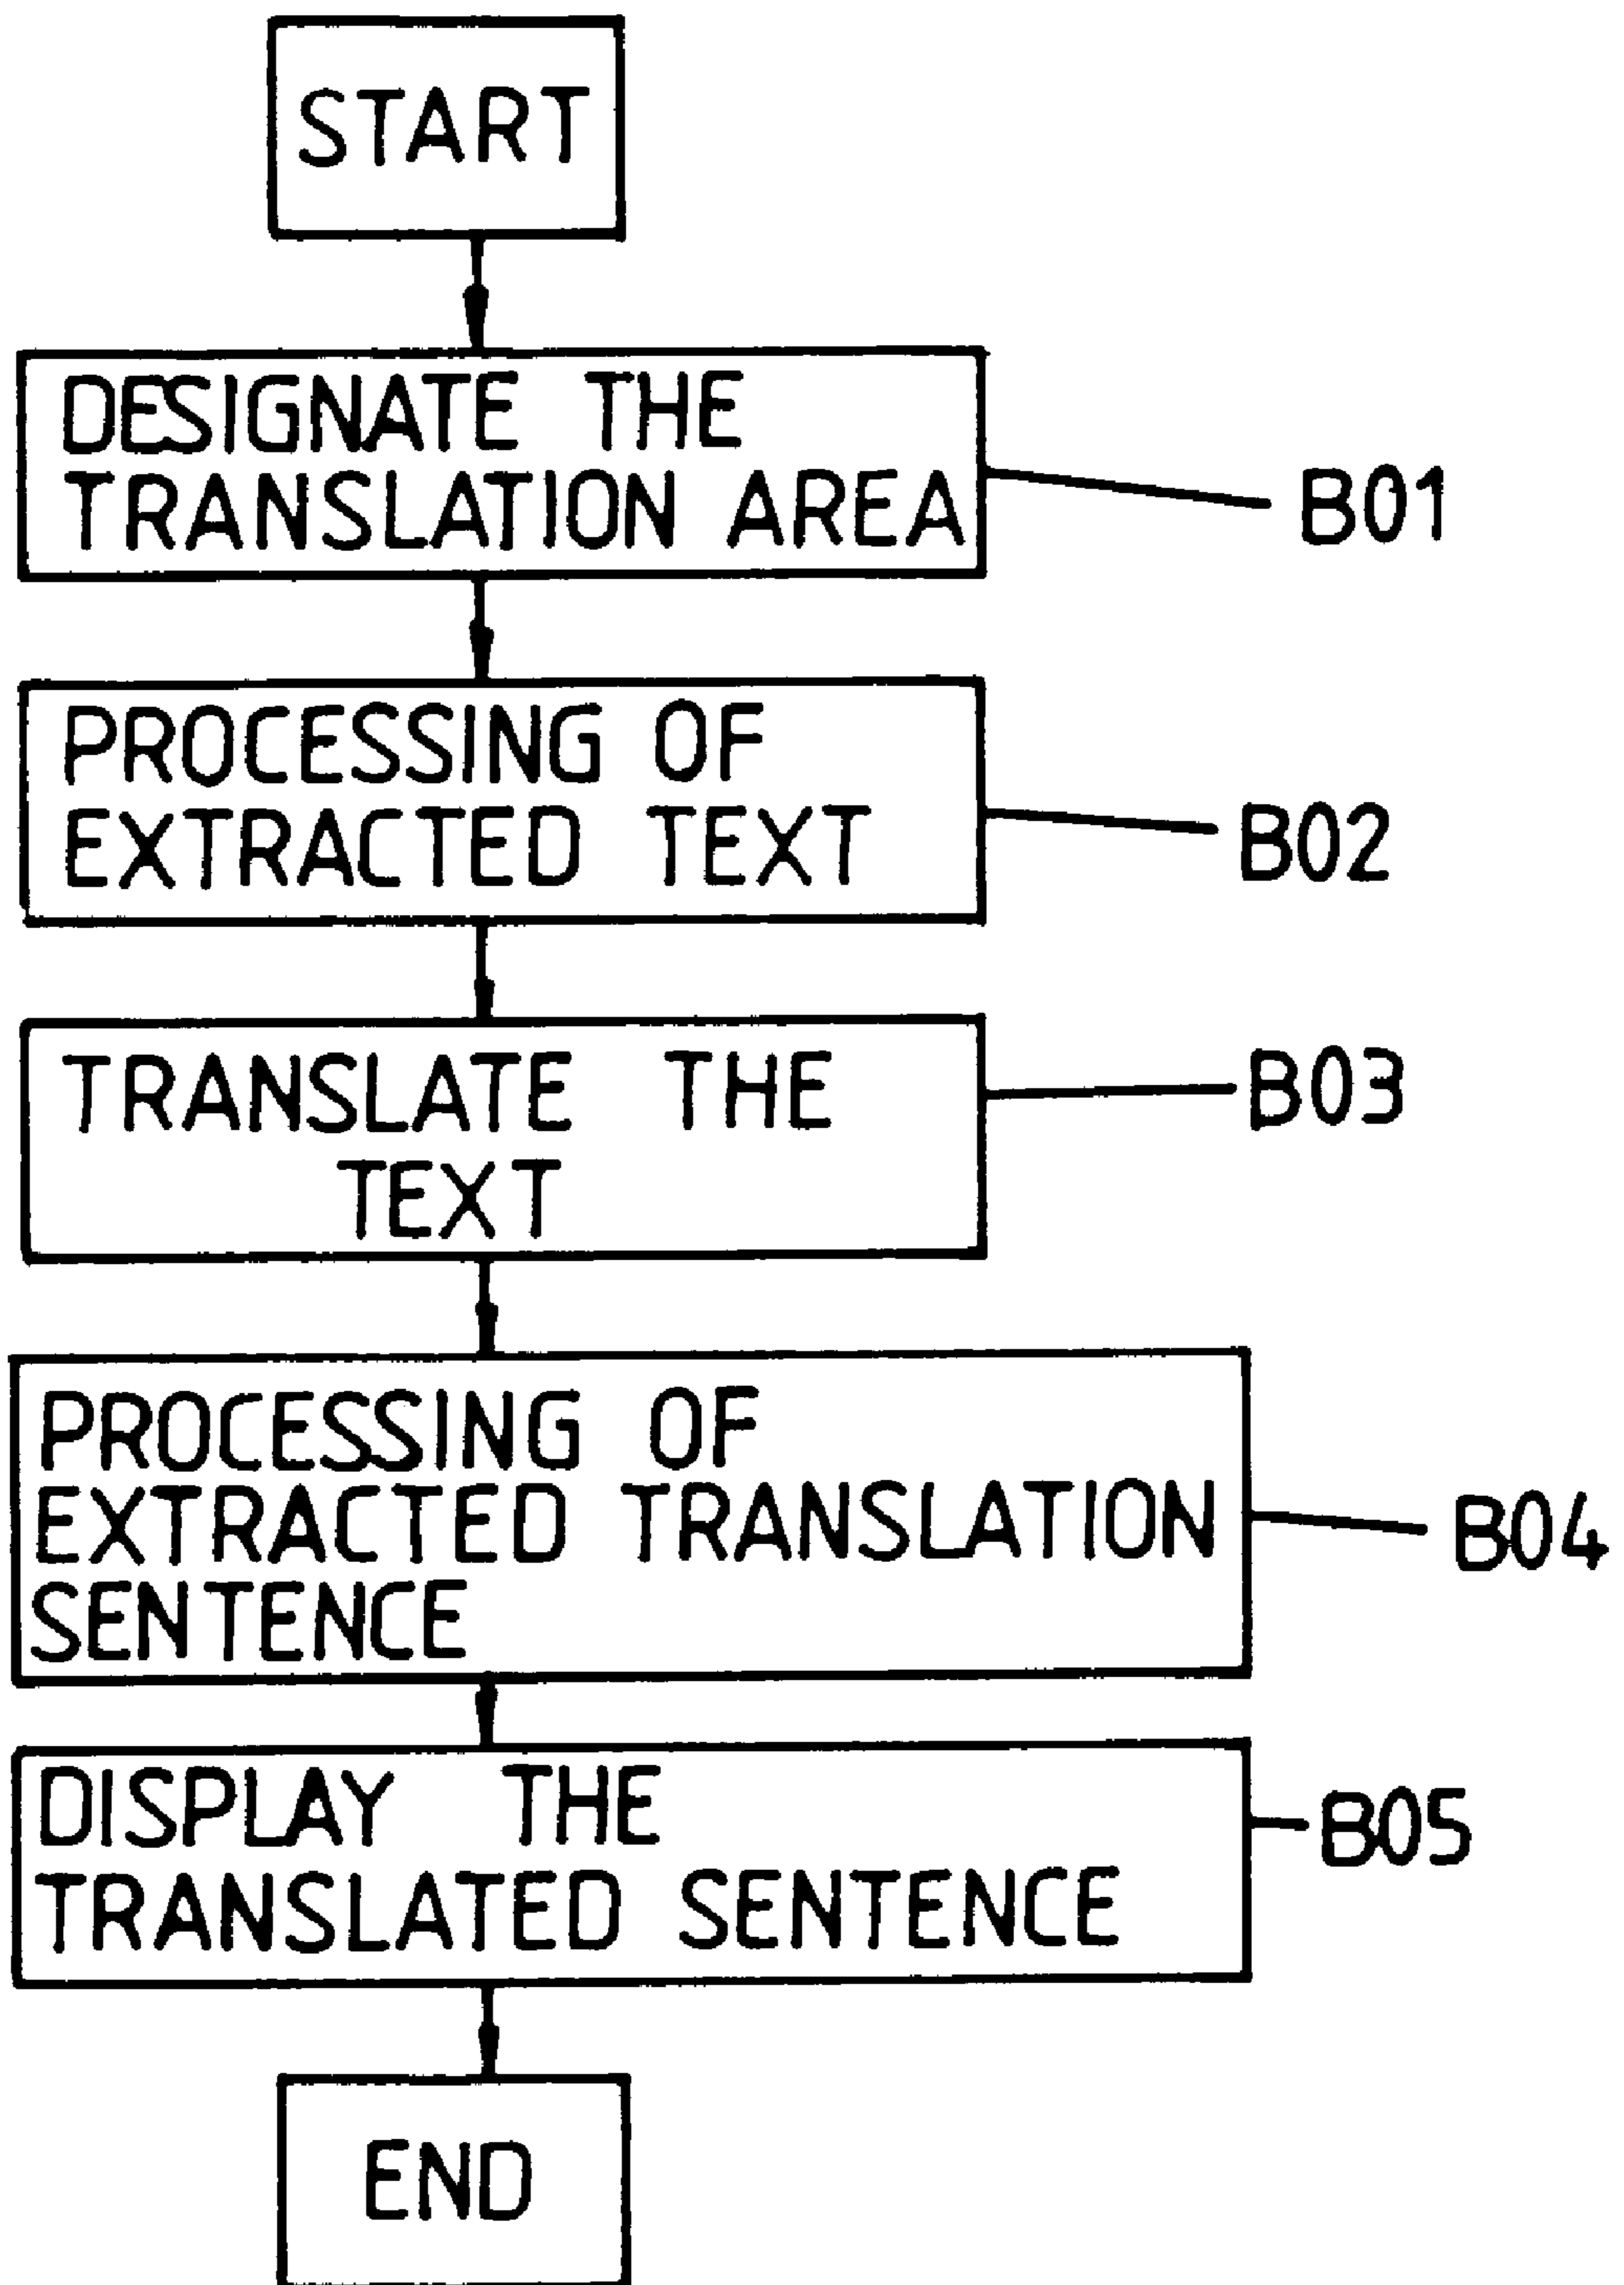 START
DESIGNATE THE
TRANSLATION AREA
B01
PROCESSING OF
EXTRACTED TEXT
B02
TRANSLATE THE
TEXT
B03
PROCESSING OF
EXTRACTED TRANSLATION
SENTENCE
B04
DISPLAY THE
TRANSLATED SENTENCE
B05
END